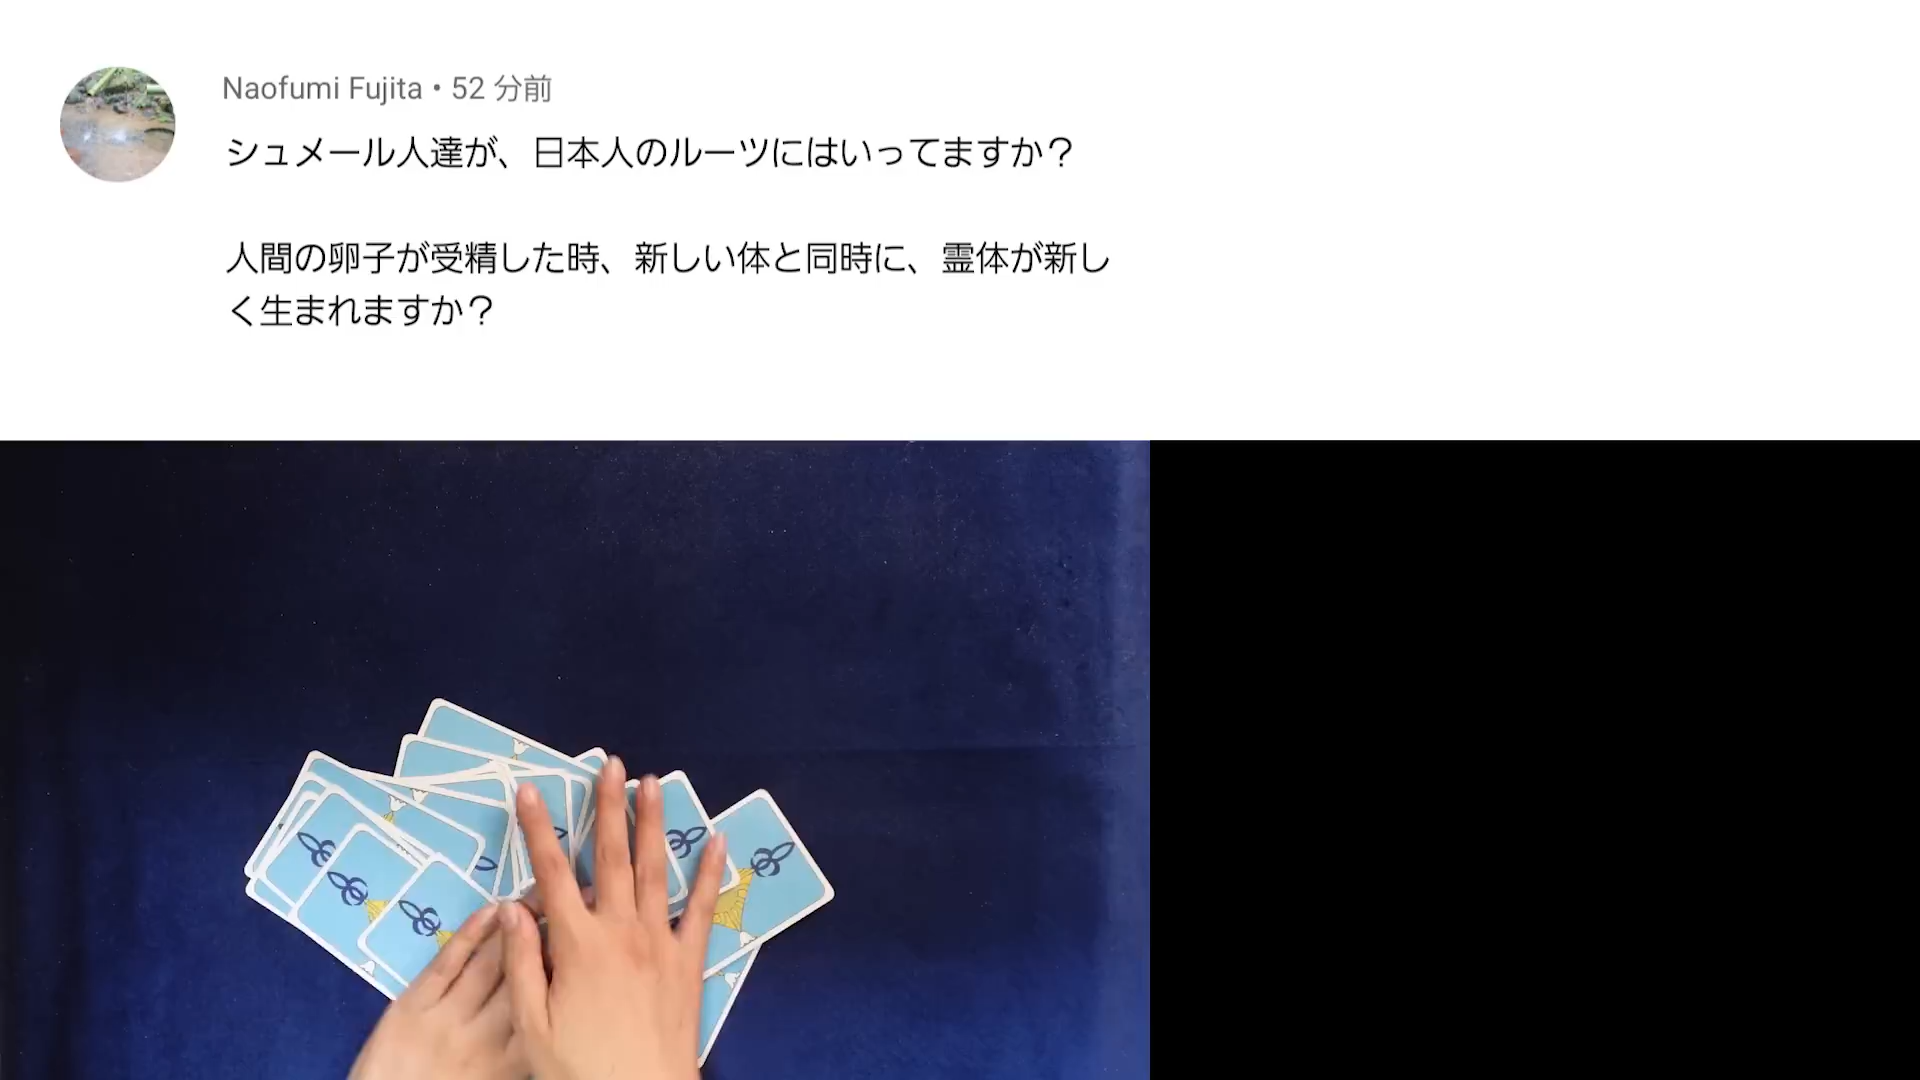 Naofumi Fujita • 52 分前
シュメール人達が、日本人のルーツにはいってますか？
人間の卵子が受精した時、新しい体と同時に、霊体が新し
く生まれますか？